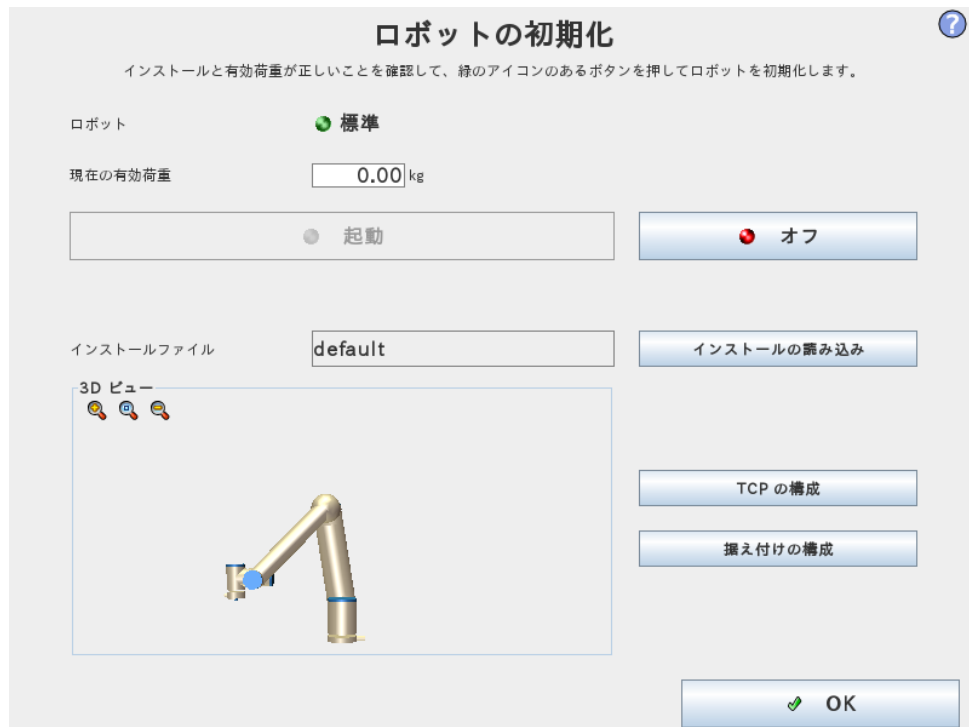 ロボットの初期化
インストールと有効荷重が正しいことを確認して、緑のアイコンのあるボタンを押してロボットを初期化します。
ロボット 標準
現在の有効荷重 0.00 kg
起動 オフ
インストールファイル default インストールの読み込み
3D ビュー
TCP の構成
据え付けの構成
OK